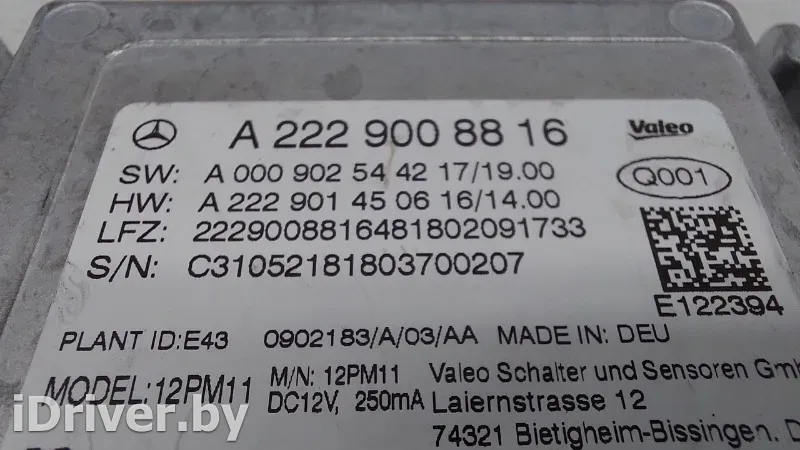 A 222 900 88 16
Valeo
SW: A 000 902 54 42 17/19.00
HW: A 222 901 45 06 16/14.00
Q001
LFZ: 2229008816481802091733
S/N: C31052181803700207
E122394
PLANT ID:E43 0902183/A/03/AA MADE IN: DEU
MODEL:12PM11 M/N: 12PM11 Valeo Schalter und Sensoren
DC12V, 250mA Laiernstrasse 12
74321 Bietigheim-Bissingen.
iDriver.by